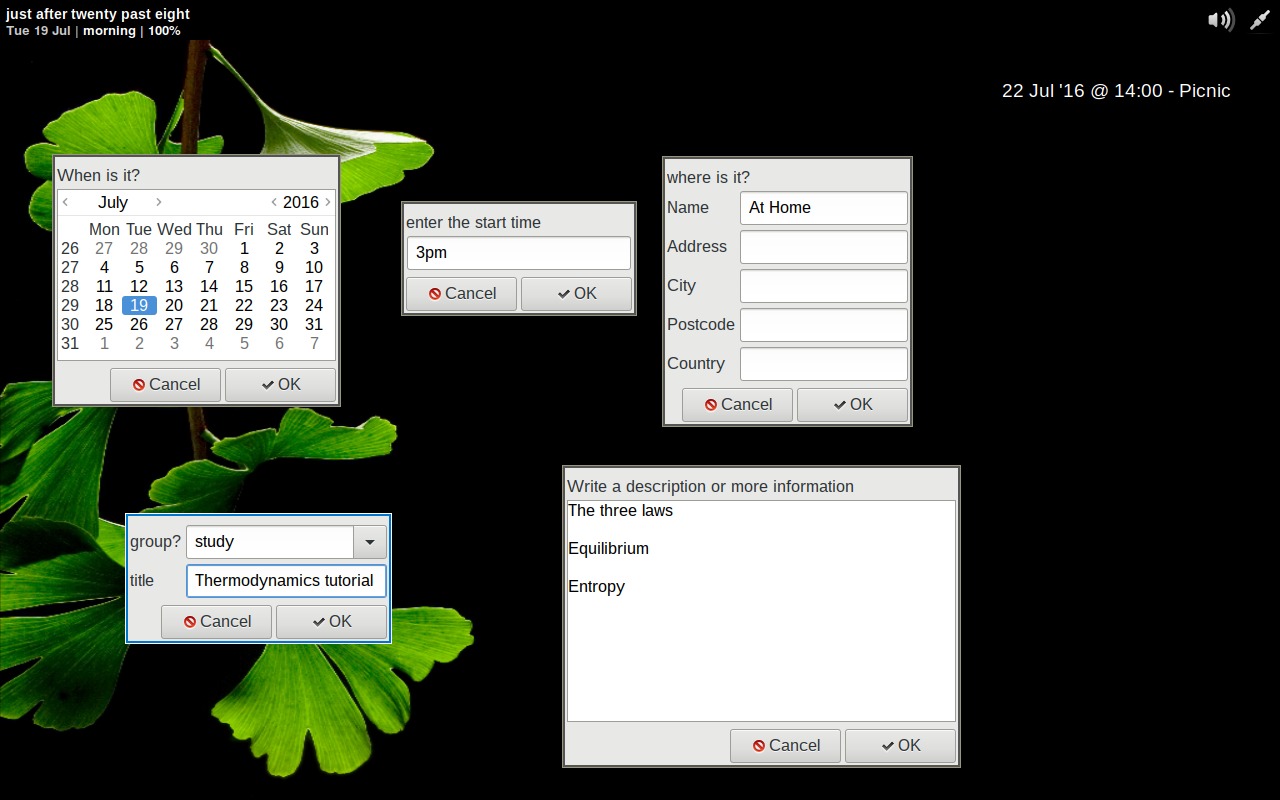 just after twenty past eight
Tue 19 Jul | morning | 100%
22 Jul '16 @ 14:00 - Picnic
When is it?
July 2016
Mon Tue Wed Thu Fri Sat Sun
26 27 28 29 30 1 2 3
27 4 5 6 7 8 9 10
28 11 12 13 14 15 16 17
29 18 19 20 21 22 23 24
30 25 26 27 28 29 30 31
31 1 2 3 4 5 6 7
Cancel OK
enter the start time
3pm
Cancel OK
where is it?
Name At Home
Address
City
Postcode
Country
Cancel OK
group? study
title Thermodynamics tutorial
Cancel OK
Write a description or more information
The three laws
Equilibrium
Entropy
Cancel OK